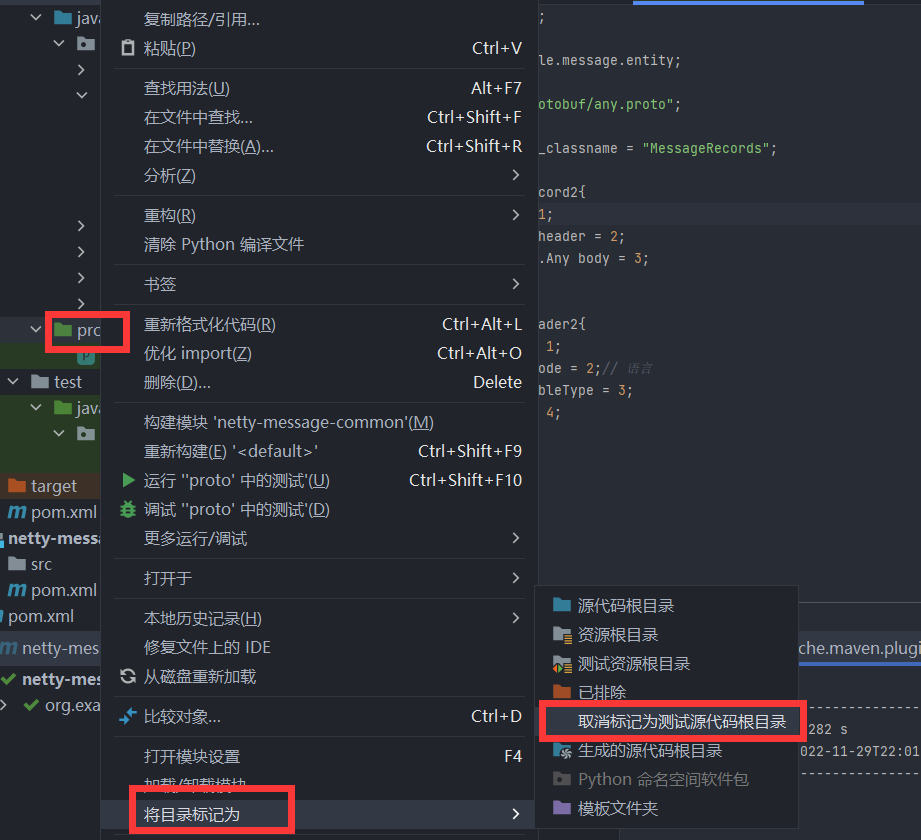 java
pro
test
java
target
pom.xml
netty-messa
src
pom.xml
pom.xml
netty-mes
netty-mes
org.exa
复制路径/引用...
粘贴(P) Ctrl+V
查找用法(U) Alt+F7
在文件中查找... Ctrl+Shift+F
在文件中替换(A)... Ctrl+Shift+R
分析(Z)
重构(R)
清除 Python 编译文件
书签
重新格式化代码(R) Ctrl+Alt+L
优化 import(Z) Ctrl+Alt+O
删除(D)... Delete
构建模块 'netty-message-common'(M)
重新构建(E) '<default>' Ctrl+Shift+F9
运行 ''proto' 中的测试'(U) Ctrl+Shift+F10
调试 ''proto' 中的测试'(D)
更多运行/调试
打开于
本地历史记录(H)
修复文件上的 IDE
从磁盘重新加载
比较对象... Ctrl+D
打开模块设置 F4
加载/卸载模块
将目录标记为
源代码根目录
资源根目录
测试资源根目录
已排除
取消标记为测试源代码根目录
生成的源代码根目录
Python 命名空间软件包
模板文件夹
;
le.message.entity;
otobuf/any.proto";
_classname = "MessageRecords";
cord2{
1;
header = 2;
.Any body = 3;
ader2{
1;
ode = 2;// 语言
bleType = 3;
4;
che.maven.plugi
282 s
022-11-29T22:01